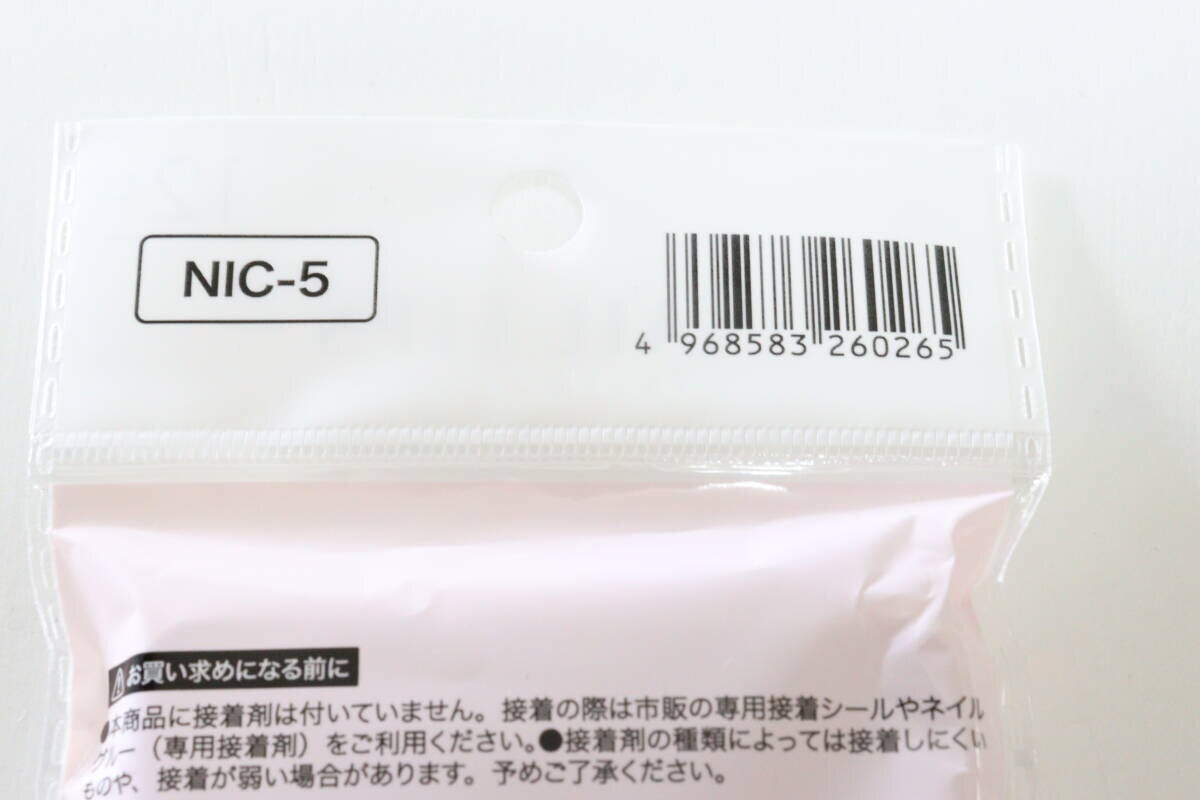 NIC-5
4 968583 260265
⚠お買い求めになる前に
●本商品に接着剤は付いていません。接着の際は市販の専用接着シールやネイル
グルー（専用接着剤）をご利用ください。●接着剤の種類によっては接着しにくい
ものや、接着が弱い場合があります。予めご了承ください。